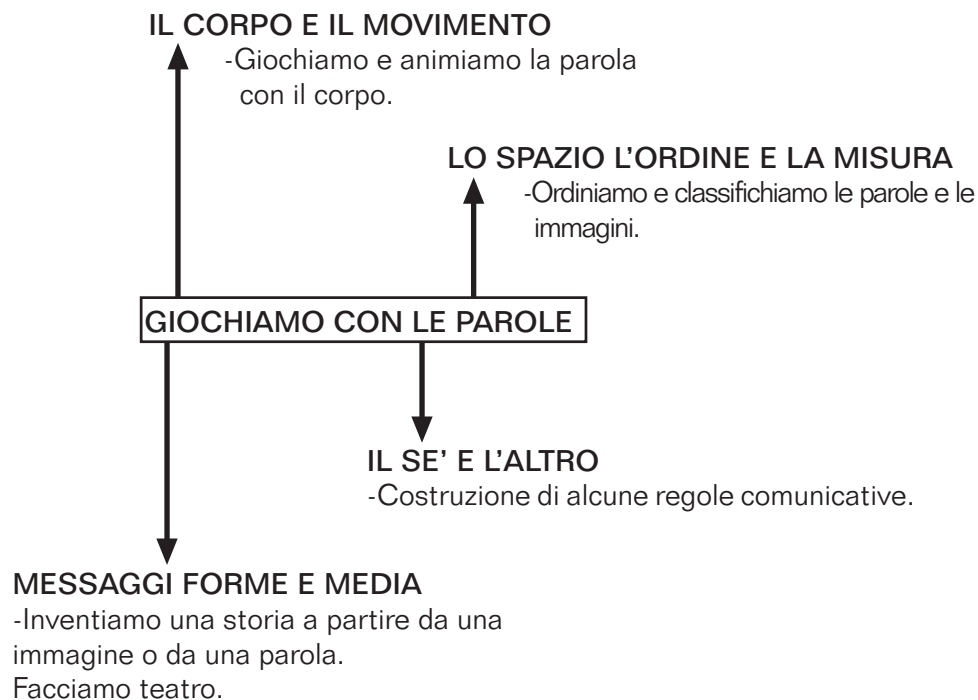 IL CORPO E IL MOVIMENTO
-Giochiamo e animiamo la parola
con il corpo.
LO SPAZIO L’ORDINE E LA MISURA
-Ordiniamo e classifichiamo le parole e le
immagini.
GIOCHIAMO CON LE PAROLE
IL SE’ E L’ALTRO
-Costruzione di alcune regole comunicative.
MESSAGGI FORME E MEDIA
-Inventiamo una storia a partire da una
immagine o da una parola.
Facciamo teatro.